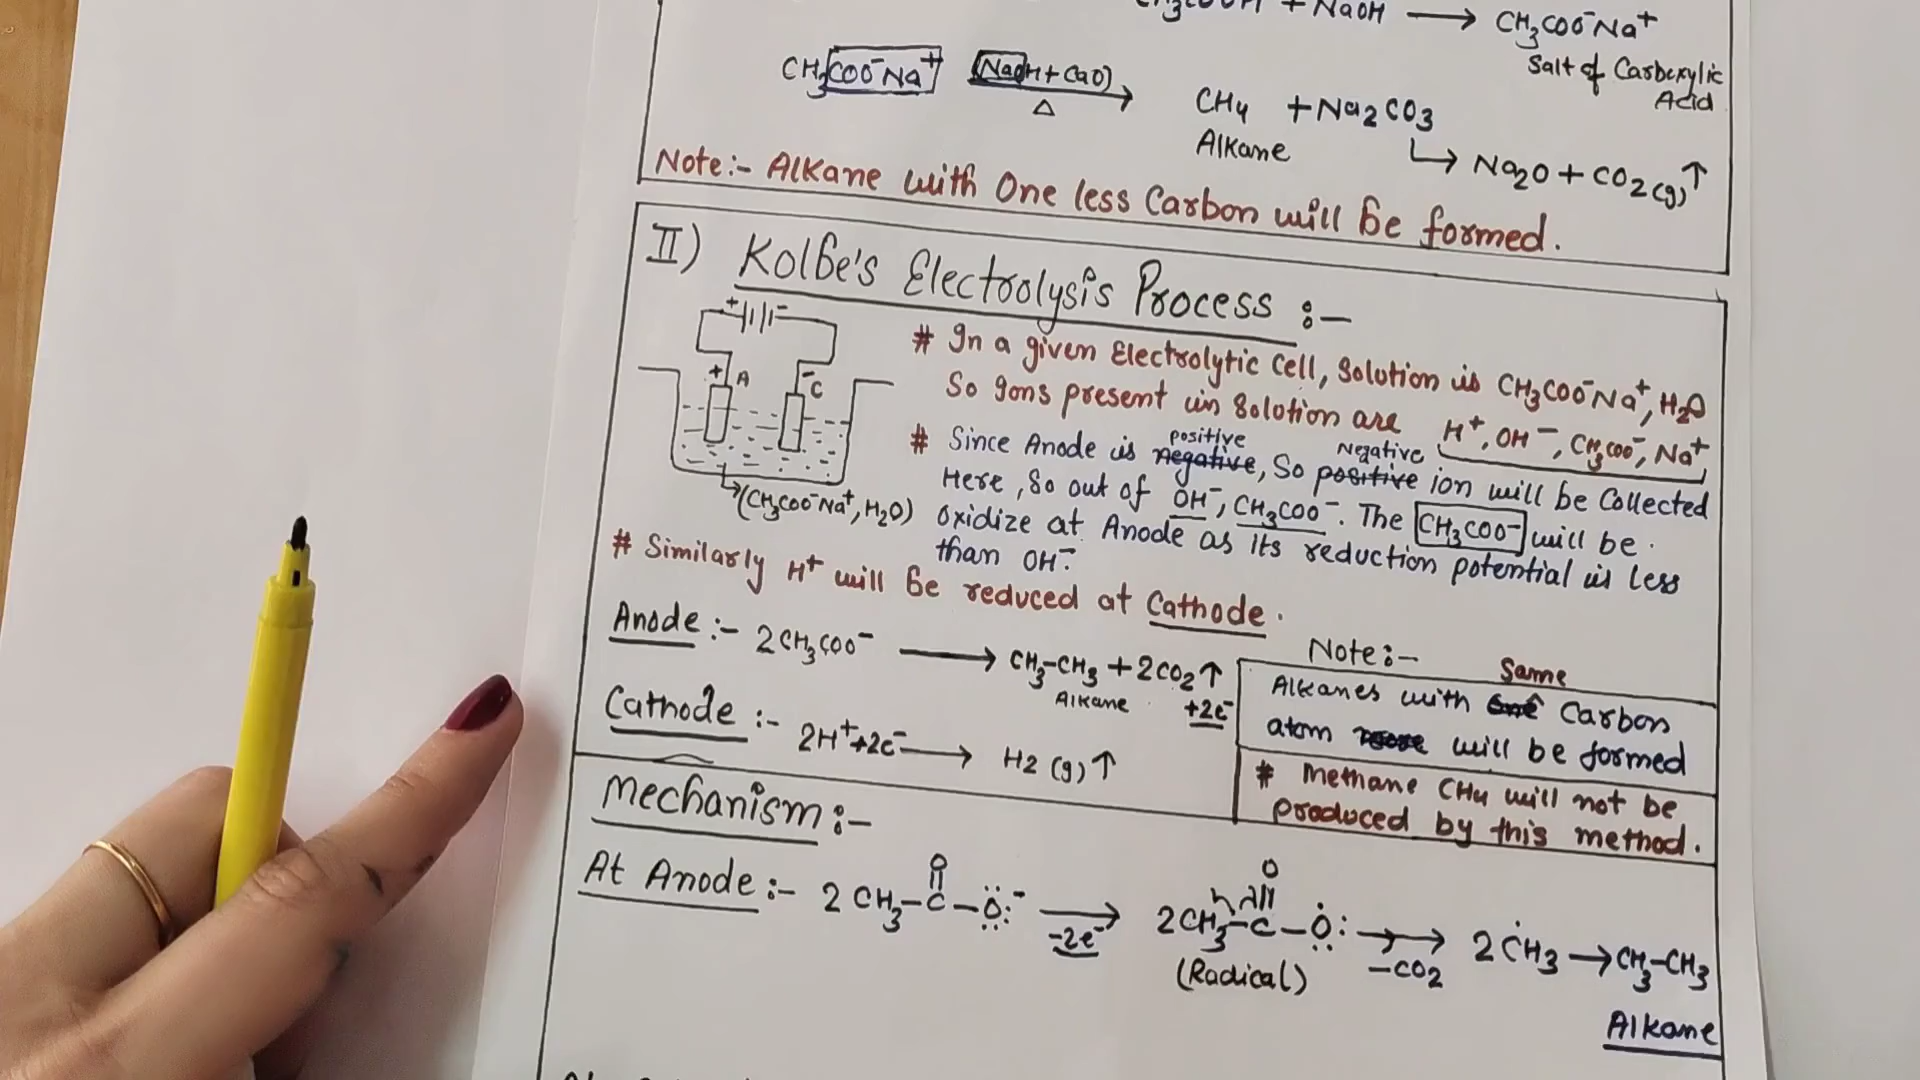 + NaOH ⟶ CH₃COO⁻Na⁺
Salt of Carboxylic
Acid
CH₃COO⁻Na⁺ (NaOH + CaO) ⟶ CH₄ + Na₂CO₃
Δ
Alkane
↳ Na₂O + CO₂(g)↑
Note:- Alkane with One less Carbon will be formed.
II) Kolbe's Electrolysis Process :-
+ -
+ A - C
(CH₃COO⁻Na⁺, H₂O)
# In a given Electrolytic Cell, Solution is CH₃COO⁻Na⁺, H₂O
So Ions present in Solution are H⁺, OH⁻, CH₃COO⁻, Na⁺
positive Negative
# Since Anode is negative, So positive ion will be Collected
Here, So out of OH⁻, CH₃COO⁻. The CH₃COO⁻ will be.
oxidize at Anode as its reduction potential is less
than OH⁻.
# Similarly H⁺ will be reduced at Cathode.
Anode :- 2CH₃COO⁻ ⟶ CH₃-CH₃ + 2CO₂↑
Alkane +2e⁻
Cathode :- 2H⁺+2e⁻ ⟶ H2 (g)↑
Note :-
Same
Alkanes with One Carbon
atom more will be formed
# Methane CH₄ will not be
produced by this method.
Mechanism :-
At Anode :- 2 CH₃-C-O:⁻ ⟶ 2CH₃-C-O: ⟶ 2ĊH₃ ⟶ CH₃-CH₃
O O
-2e⁻ -CO₂
(Radical)
Alkane